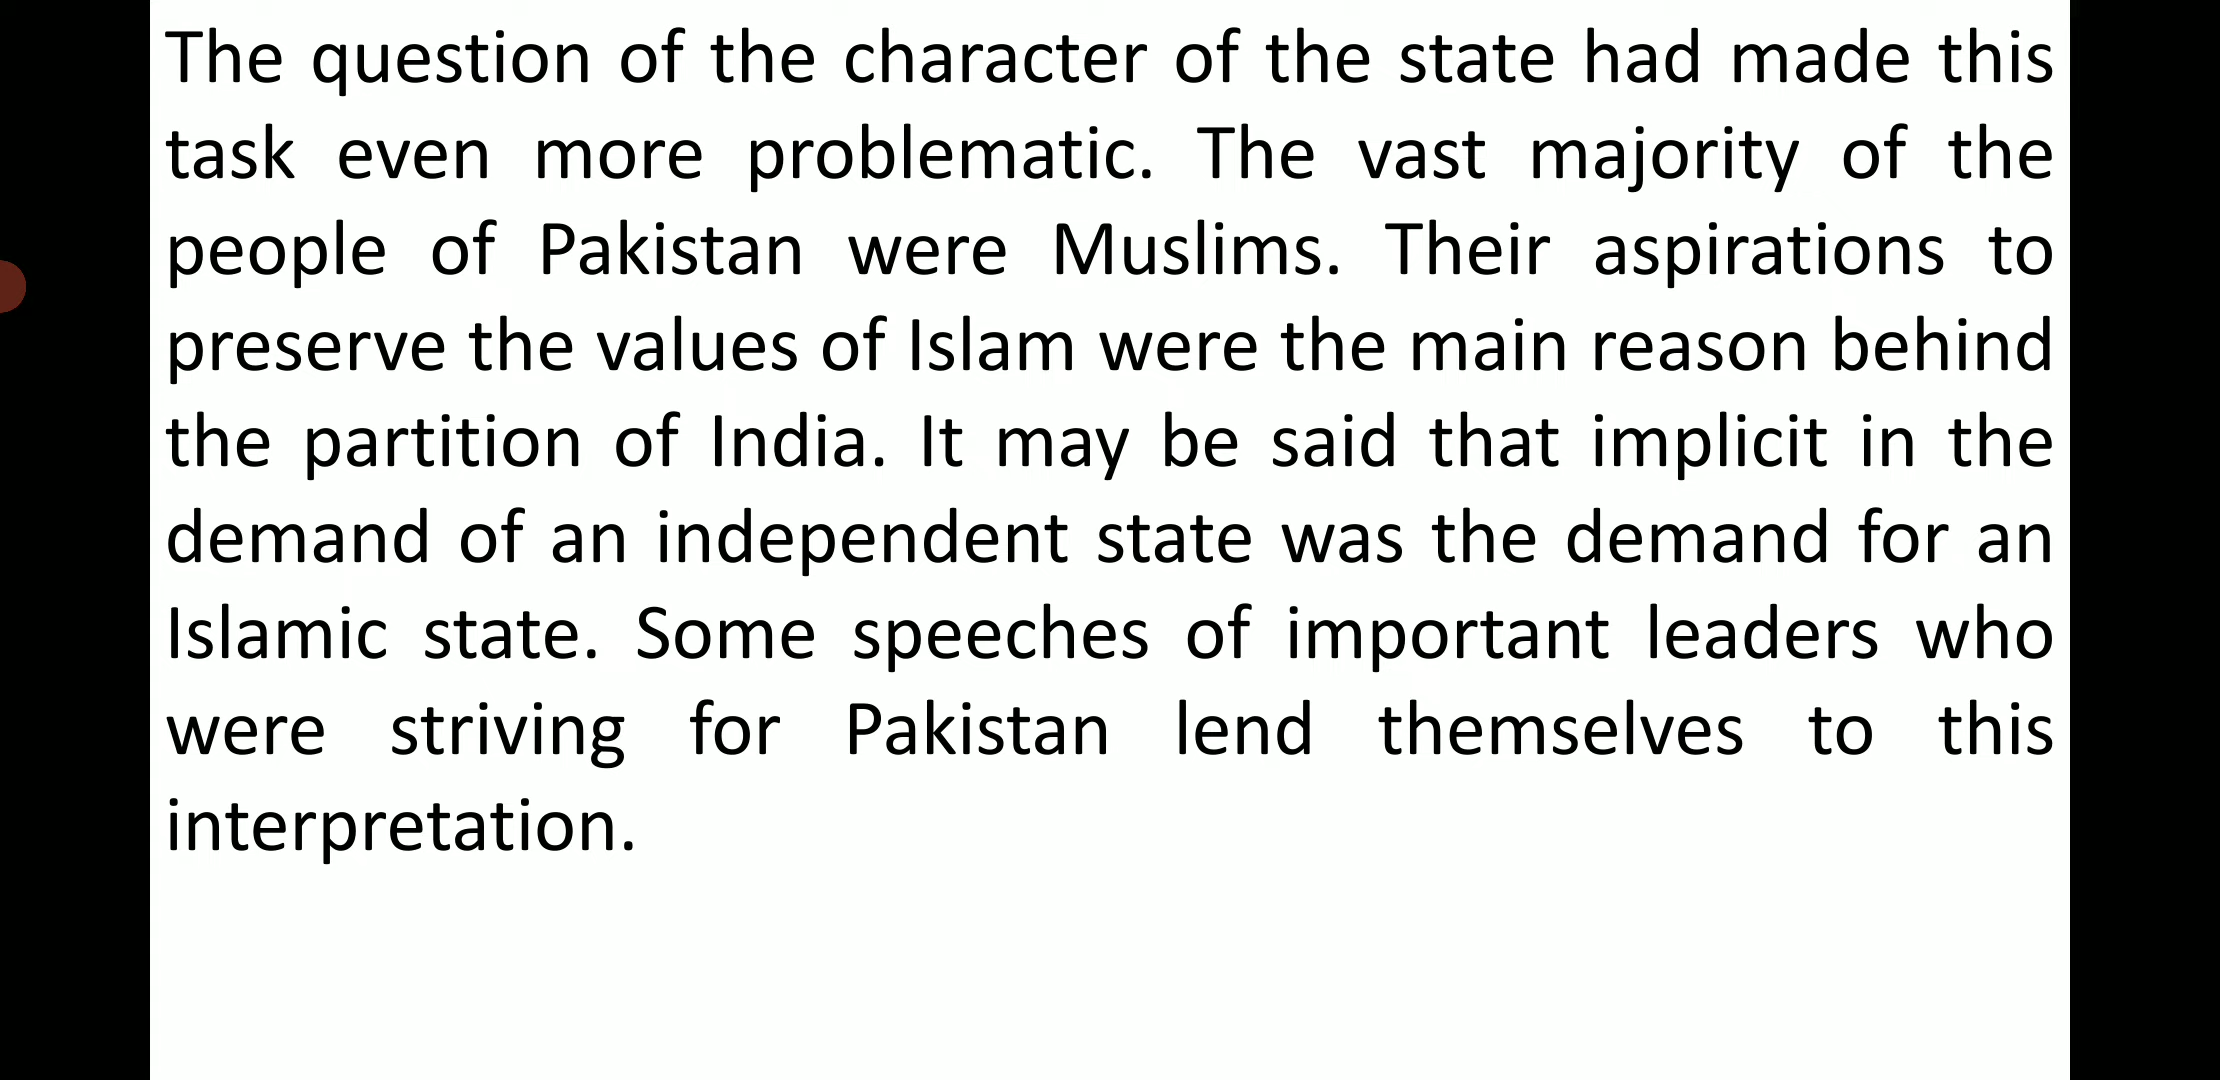 The question of the character of the state had made this
task even more problematic. The vast majority of the
people of Pakistan were Muslims. Their aspirations to
preserve the values of Islam were the main reason behind
the partition of India. It may be said that implicit in the
demand of an independent state was the demand for an
Islamic state. Some speeches of important leaders who
were striving for Pakistan lend themselves to this
interpretation.